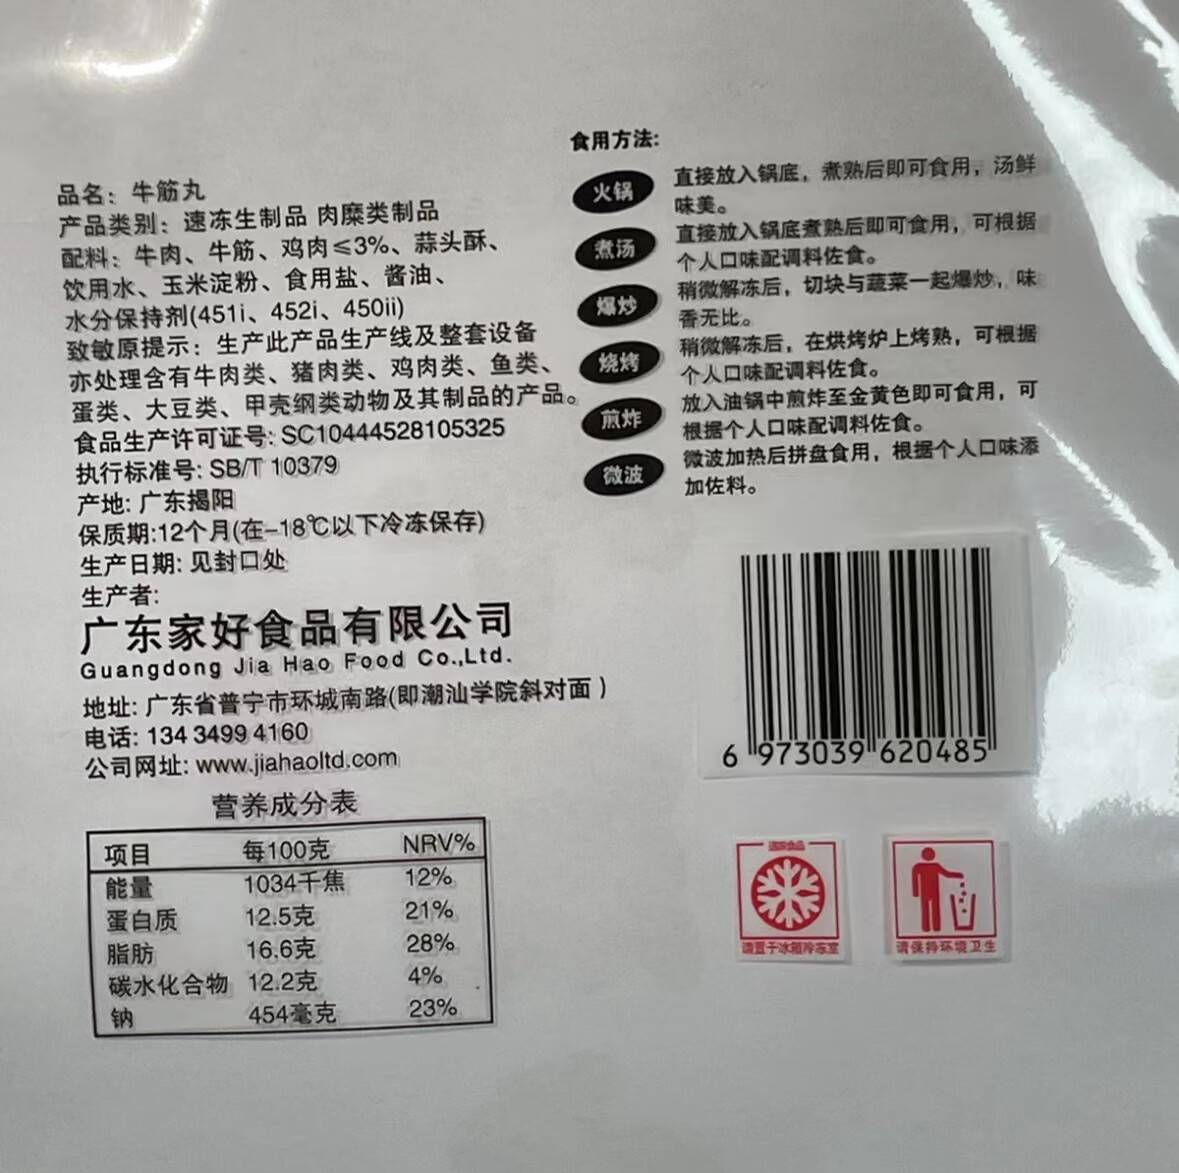 品名：牛筋丸
产品类别：速冻生制品 肉糜类制品
配料：牛肉、牛筋、鸡肉≤3%、蒜头酥、
饮用水、玉米淀粉、食用盐、酱油、
水分保持剂(451i、452i、450ii)
致敏原提示：生产此产品生产线及整套设备
亦处理含有牛肉类、猪肉类、鸡肉类、鱼类、
蛋类、大豆类、甲壳纲类动物及其制品的产品。
食品生产许可证号: SC10444528105325
执行标准号: SB/T 10379
产地: 广东揭阳
保质期:12个月(在-18℃以下冷冻保存)
生产日期: 见封口处
生产者:
广东家好食品有限公司
Guangdong Jia Hao Food Co.,Ltd.
地址: 广东省普宁市环城南路(即潮汕学院斜对面）
电话: 134 3499 4160
公司网址: www.jiahaoltd.com
营养成分表
项目 每100克 NRV%
能量 1034千焦 12%
蛋白质 12.5克 21%
脂肪 16.6克 28%
碳水化合物 12.2克 4%
钠 454毫克 23%
食用方法:
火锅 直接放入锅底，煮熟后即可食用，汤鲜
味美。
煮汤 直接放入锅底煮熟后即可食用，可根据
个人口味配调料佐食。
爆炒 稍微解冻后，切块与蔬菜一起爆炒，味
香无比。
烧烤 稍微解冻后，在烘烤炉上烤熟，可根据
个人口味配调料佐食。
煎炸 放入油锅中煎炸至金黄色即可食用，可
根据个人口味配调料佐食。
微波 微波加热后拼盘食用，根据个人口味添
加佐料。
6 973039 620485
速冻食品
请置于冰箱冷冻室
请保持环境卫生